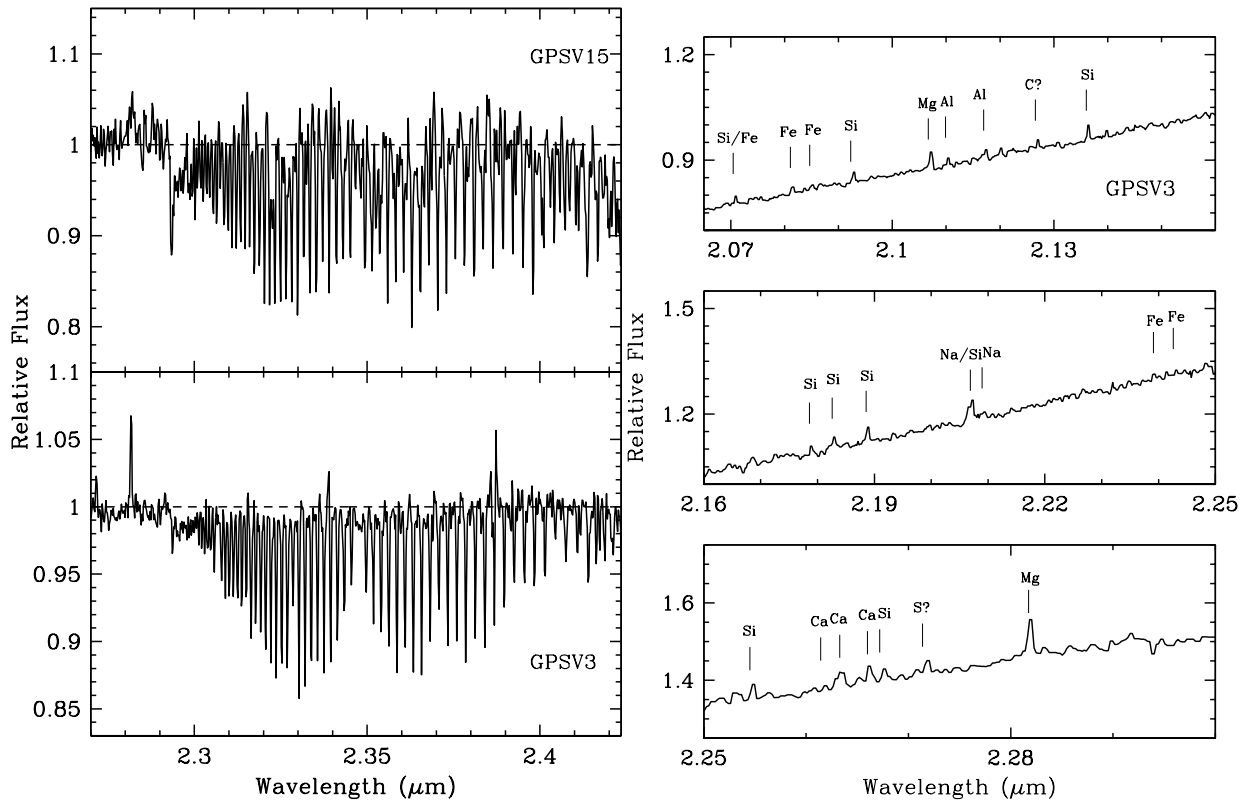 1.1
GPSV15
1
0.9
0.8
Relative Flux
1.1
1.05
1
0.95
0.9
0.85
GPSV3
2.3
2.35
2.4
Wavelength (μm)
Relative Flux
1.2
0.9
Si/Fe
Fe
Fe
Si
Mg
Al
Al
C?
Si
GPSV3
2.07
2.1
2.13
1.5
1.2
Si
Si
Si
Na/Si
Na
Fe
Fe
2.16
2.19
2.22
2.25
1.6
1.4
Si
Ca
Ca
Ca
Si
S?
Mg
2.25
2.28
Wavelength (μm)